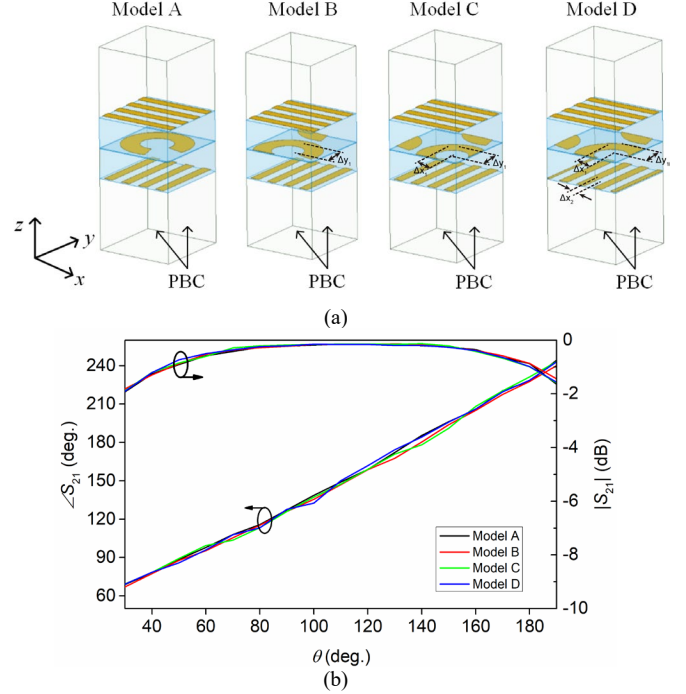 Model A Model B Model C Model D
Δy₁
Δx₁ Δy₁
Δx₂
z y x
PBC PBC PBC PBC
(a)
240 210 180 150 120 90 60
∠S₂₁ (deg.)
0 -2 -4 -6 -8 -10
|S₂₁| (dB)
Model A
Model B
Model C
Model D
40 60 80 100 120 140 160 180
θ (deg.)
(b)